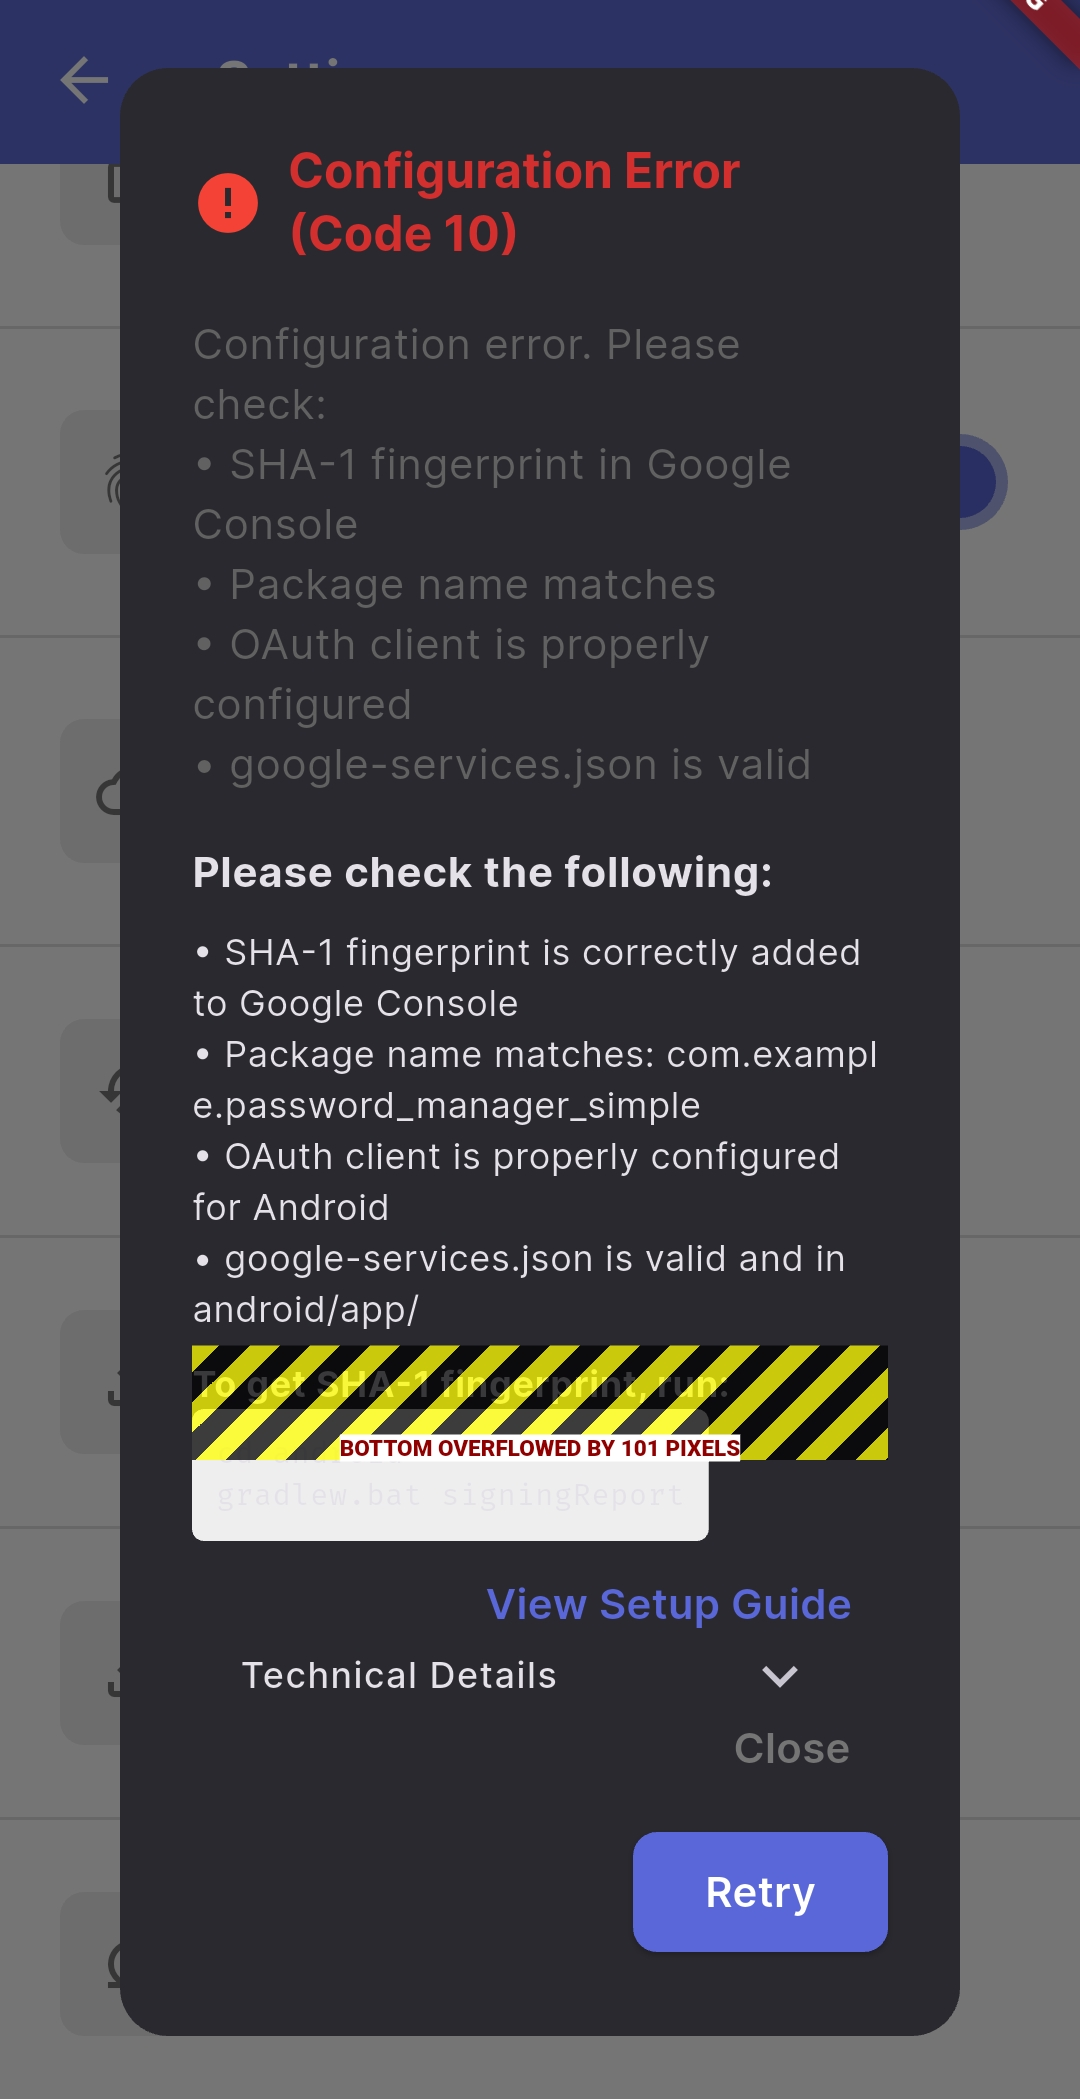 Configuration Error
(Code 10)
Configuration error. Please
check:
• SHA-1 fingerprint in Google
Console
• Package name matches
• OAuth client is properly
configured
• google-services.json is valid
Please check the following:
• SHA-1 fingerprint is correctly added
to Google Console
• Package name matches: com.exampl
e.password_manager_simple
• OAuth client is properly configured
for Android
• google-services.json is valid and in
android/app/
To get SHA-1 fingerprint, run:
BOTTOM OVERFLOWED BY 101 PIXELS
gradlew.bat signingReport
View Setup Guide
Technical Details
Close
Retry